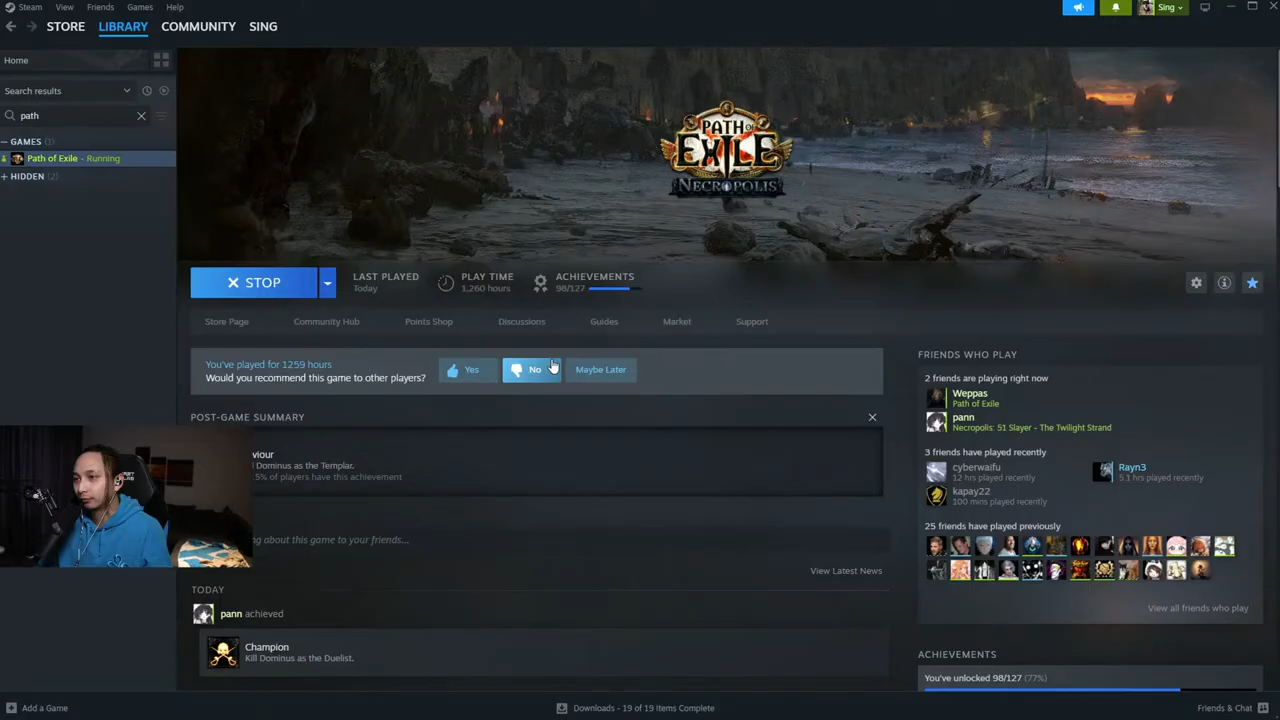 Steam View Friends Games Help
Sing
STORE LIBRARY COMMUNITY SING
Home
Search results
path
GAMES (1)
Path of Exile - Running
HIDDEN (2)
PATH OF
EXILE
NECROPOLIS
STOP
LAST PLAYED
Today
PLAY TIME
1,260 hours
ACHIEVEMENTS
98/127
Store Page Community Hub Points Shop Discussions Guides Market Support
You've played for 1259 hours
Would you recommend this game to other players?
Yes No Maybe Later
POST-GAME SUMMARY
viour
Dominus as the Templar.
.5% of players have this achievement
ng about this game to your friends...
View Latest News
TODAY
pann achieved
Champion
Kill Dominus as the Duelist.
FRIENDS WHO PLAY
2 friends are playing right now
Weppas
Path of Exile
pann
Necropolis: 51 Slayer - The Twilight Strand
3 friends have played recently
cyberwaifu
12 hrs played recently
Rayn3
5.1 hrs played recently
kapay22
100 mins played recently
25 friends have played previously
View all friends who play
ACHIEVEMENTS
You've unlocked 98/127 (77%)
Add a Game
Downloads - 19 of 19 Items Complete
Friends & Chat